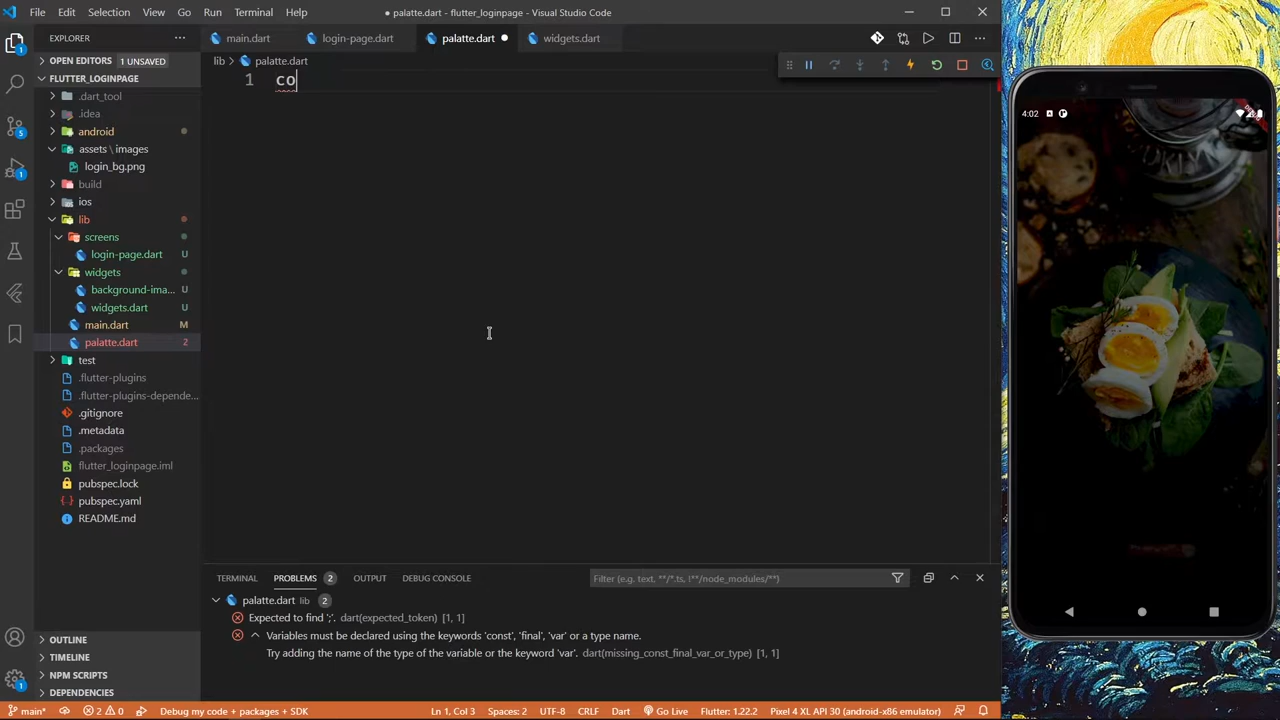 File Edit Selection View Go Run Terminal Help
● palatte.dart - flutter_loginpage - Visual Studio Code
EXPLORER
OPEN EDITORS 1 UNSAVED
FLUTTER_LOGINPAGE
.dart_tool
.idea
android
assets \ images
login_bg.png
build
ios
lib
screens
login-page.dart U
widgets
background-ima... U
widgets.dart U
main.dart M
palatte.dart 2
test
.flutter-plugins
.flutter-plugins-depende...
.gitignore
.metadata
.packages
flutter_loginpage.iml
pubspec.lock
pubspec.yaml
README.md
OUTLINE
TIMELINE
NPM SCRIPTS
DEPENDENCIES
main.dart login-page.dart palatte.dart widgets.dart
lib > palatte.dart
1 co
TERMINAL PROBLEMS 2 OUTPUT DEBUG CONSOLE
Filter (e.g. text, **/*.ts, !**/node_modules/**)
palatte.dart lib 2
Expected to find ';'. dart(expected_token) [1, 1]
Variables must be declared using the keywords 'const', 'final', 'var' or a type name.
Try adding the name of the type of the variable or the keyword 'var'. dart(missing_const_final_var_or_type) [1, 1]
4:02
main* 2 0 Debug my code + packages + SDK Ln 1, Col 3 Spaces: 2 UTF-8 CRLF Dart Go Live Flutter: 1.22.2 Pixel 4 XL API 30 (android-x86 emulator)